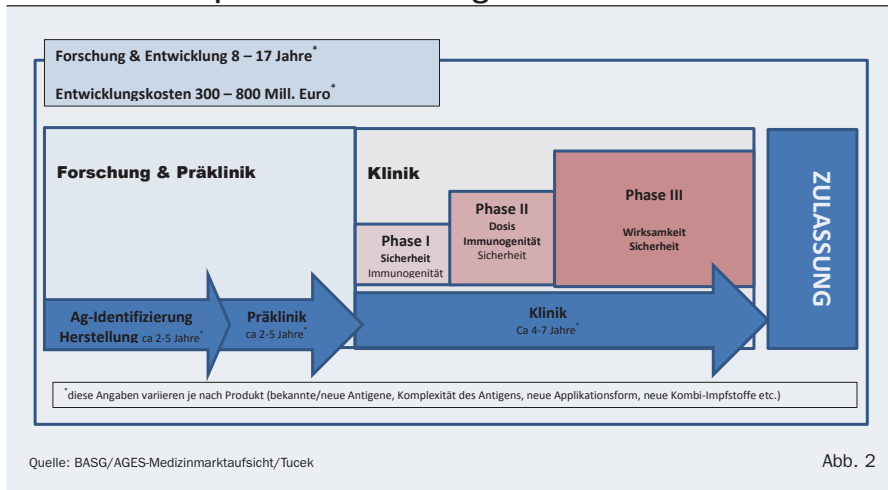 Forschung & Entwicklung 8 – 17 Jahre*
Entwicklungskosten 300 – 800 Mill. Euro*
Forschung & Präklinik
Klinik
Phase I
Sicherheit
Immunogenität
Phase II
Dosis
Immunogenität
Sicherheit
Phase III
Wirksamkeit
Sicherheit
ZULASSUNG
Ag-Identifizierung
Herstellung ca 2-5 Jahre*
Präklinik
ca 2-5 Jahre*
Klinik
Ca 4-7 Jahre*
*diese Angaben variieren je nach Produkt (bekannte/neue Antigene, Komplexität des Antigens, neue Applikationsform, neue Kombi-Impfstoffe etc.)
Quelle: BASG/AGES-Medizinmarktaufsicht/Tucek
Abb. 2